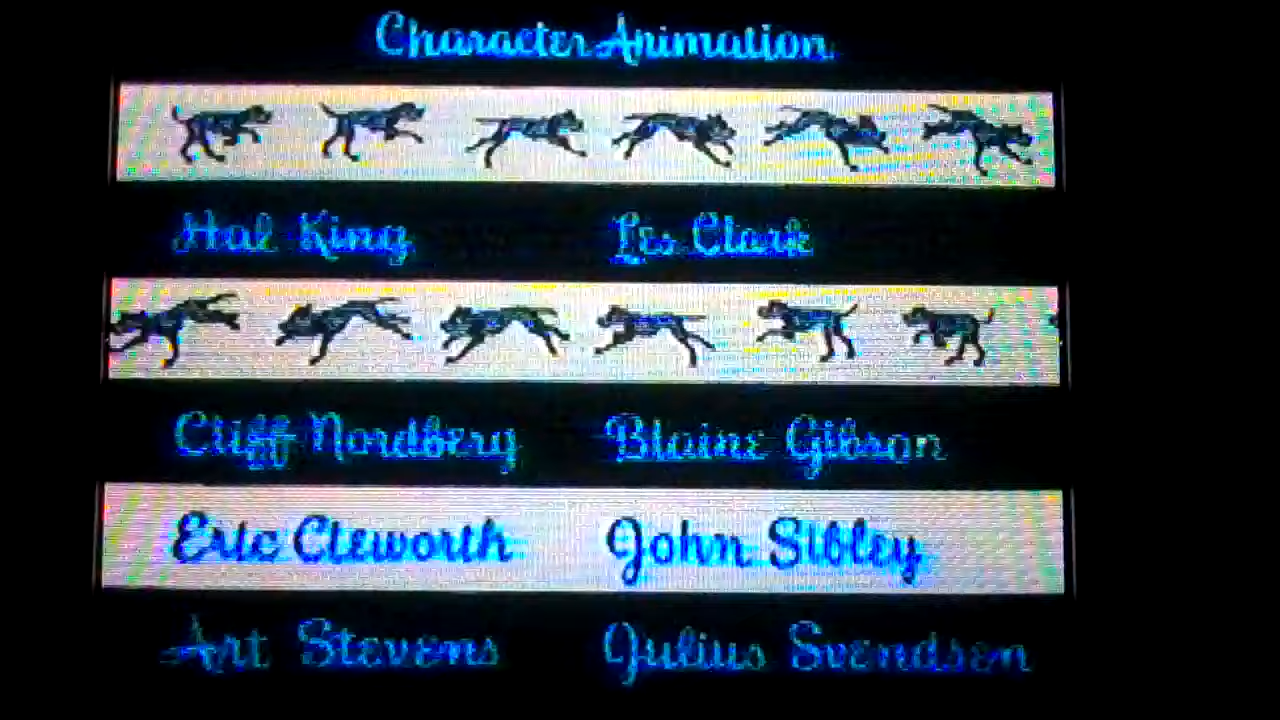 Character Animation
Hal King Les Clark
Cliff Nordberg Blaine Gibson
Eric Cleworth John Sibley
Art Stevens Julius Svendsen